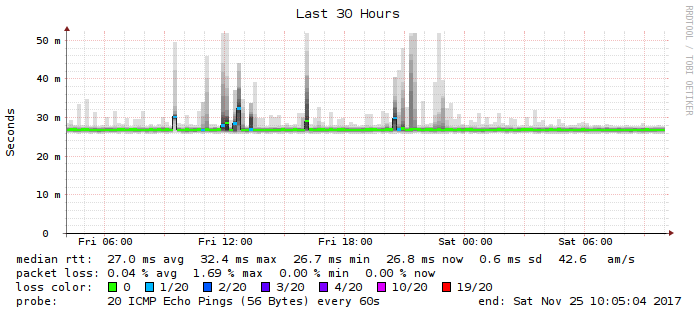 Last 30 Hours
RRDTOOL / TOBI OETIKER
Seconds
50 m
40 m
30 m
20 m
10 m
0
Fri 06:00 Fri 12:00 Fri 18:00 Sat 00:00 Sat 06:00
median rtt: 27.0 ms avg 32.4 ms max 26.7 ms min 26.8 ms now 0.6 ms sd 42.6 am/s
packet loss: 0.04 % avg 1.69 % max 0.00 % min 0.00 % now
loss color: 0 1/20 2/20 3/20 4/20 10/20 19/20
probe: 20 ICMP Echo Pings (56 Bytes) every 60s end: Sat Nov 25 10:05:04 2017